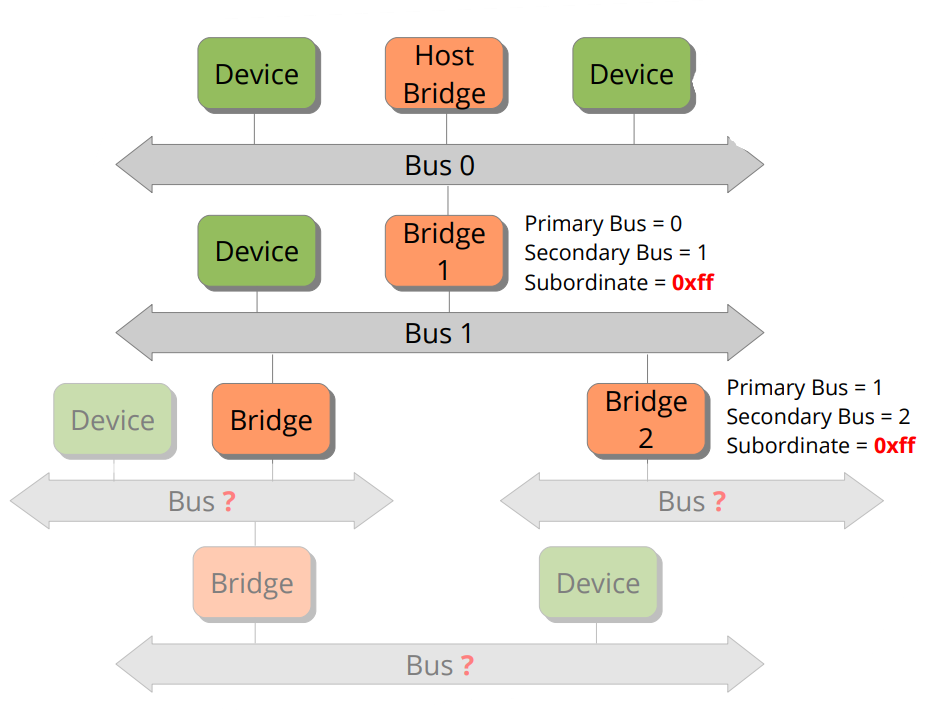 Device
Host
Bridge
Device
Bus 0
Device
Bridge
1
Primary Bus = 0
Secondary Bus = 1
Subordinate = 0xff
Bus 1
Device
Bridge
Bridge
2
Primary Bus = 1
Secondary Bus = 2
Subordinate = 0xff
Bus ?
Bus ?
Bridge
Device
Bus ?